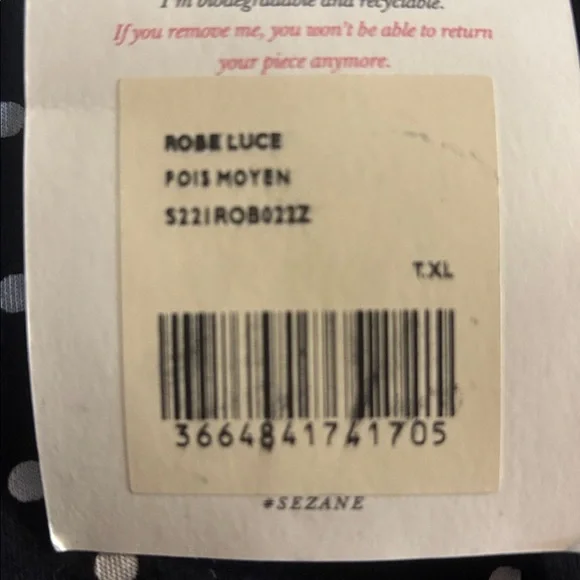 I'm biodegradable and recyclable.
If you remove me, you won't be able to return
your piece anymore.
ROBE LUCE
POIS MOYEN
S221ROB022Z
T.XL
3664841741705
#SEZANE